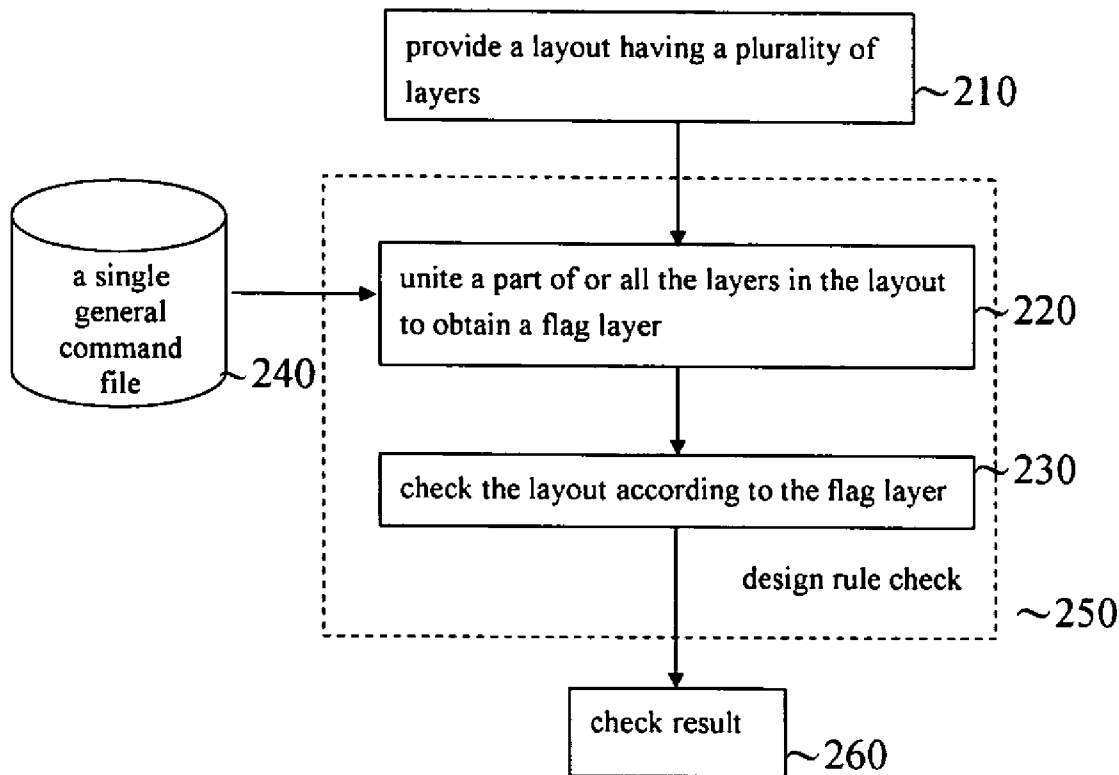 provide a layout having a plurality of
layers
~210
a single
general
command
file
~240
unite a part of or all the layers in the layout
to obtain a flag layer
~220
check the layout according to the flag layer
~230
design rule check
~250
check result
~260